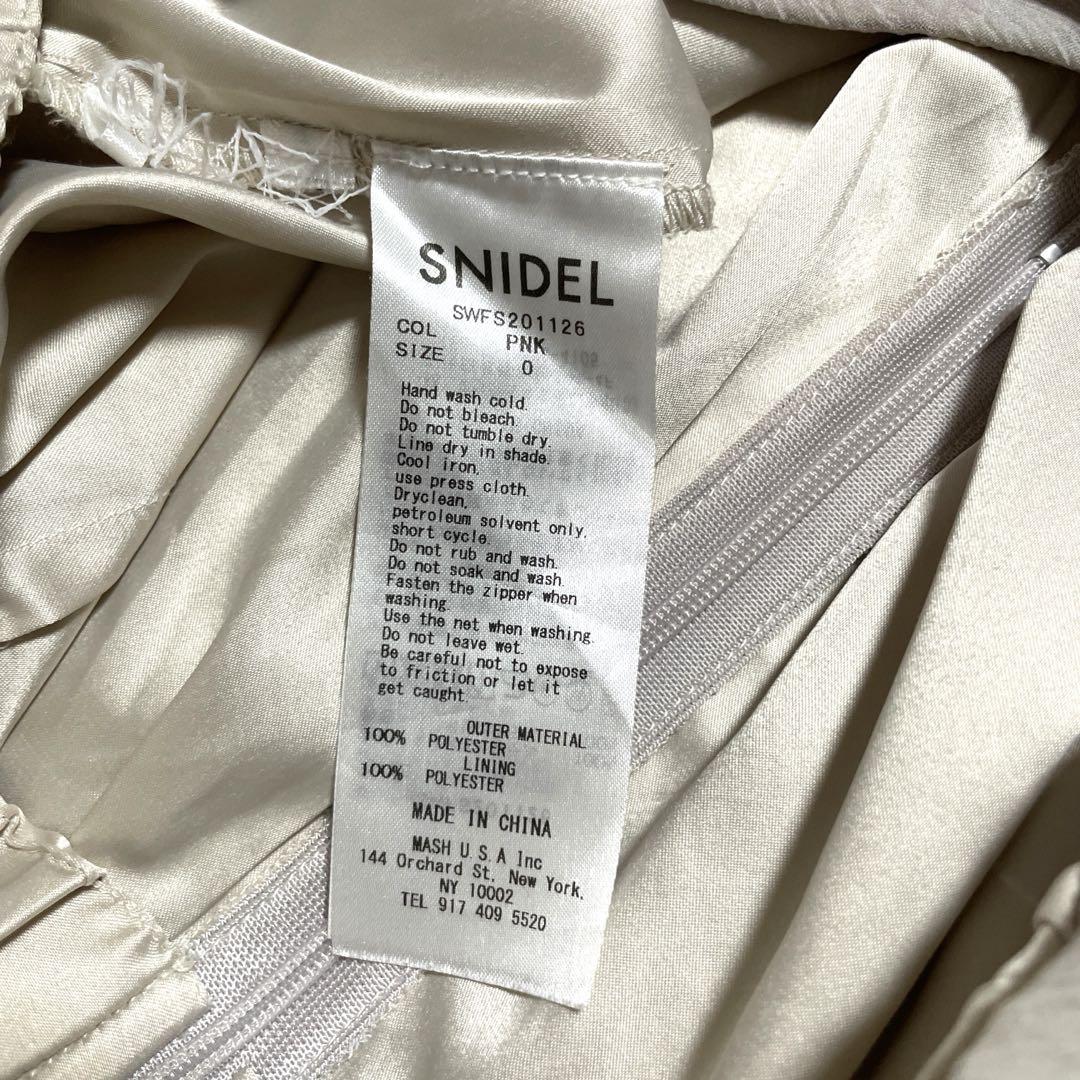 SNIDEL
SWFS201126
COL PNK
SIZE 0
Hand wash cold.
Do not bleach.
Do not tumble dry.
Line dry in shade.
Cool iron,
use press cloth.
Dryclean,
petroleum solvent only,
short cycle.
Do not rub and wash.
Do not soak and wash.
Fasten the zipper when
washing.
Use the net when washing.
Do not leave wet.
Be careful not to expose
to friction or let it
get caught.
OUTER MATERIAL
100% POLYESTER
LINING
100% POLYESTER
MADE IN CHINA
MASH U.S.A Inc
144 Orchard St. New York,
NY 10002
TEL 917 409 5520